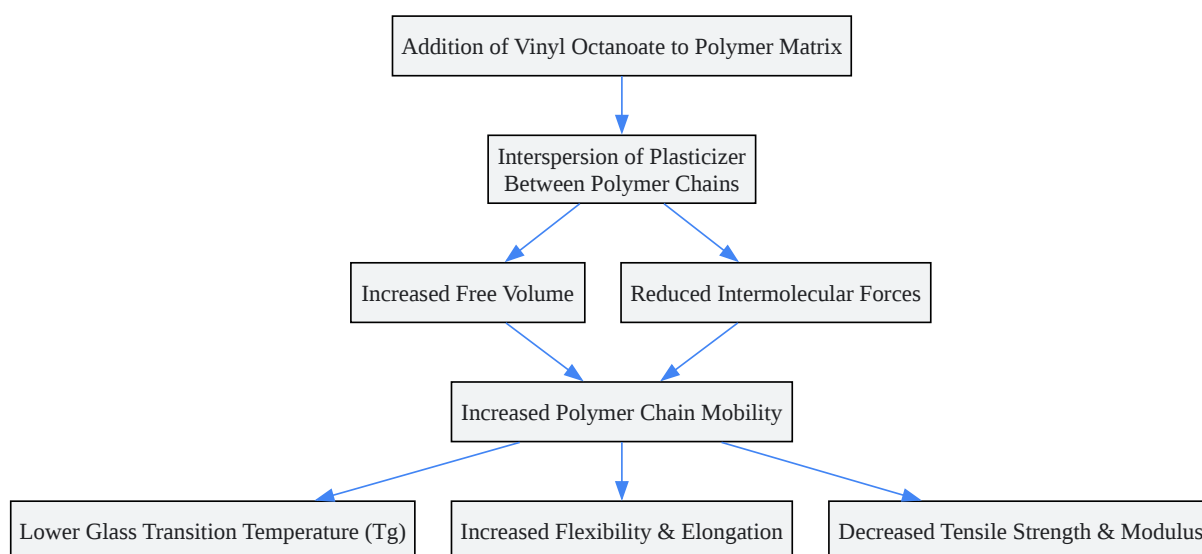 Addition of Vinyl Octanoate to Polymer Matrix
Interspersion of Plasticizer
Between Polymer Chains
Increased Free Volume
Reduced Intermolecular Forces
Increased Polymer Chain Mobility
Lower Glass Transition Temperature (Tg)
Increased Flexibility & Elongation
Decreased Tensile Strength & Modulus